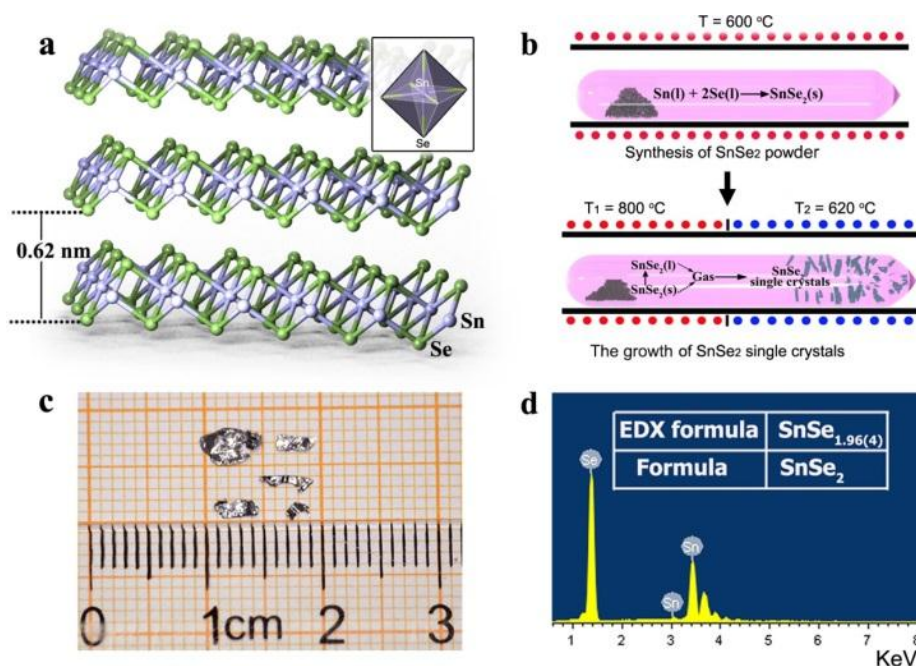 a
Sn
Se
0.62 nm
Sn
Se
b
T = 600 °C
Sn(l) + 2Se(l)→SnSe₂(s)
Synthesis of SnSe₂ powder
T₁ = 800 °C
T₂ = 620 °C
SnSe₂(l)
SnSe₂(s)
Gas
SnSe₂
single crystals
The growth of SnSe₂ single crystals
c
0 1cm 2 3
d
EDX formula SnSe₁.₉₆₍₄₎
Formula SnSe₂
Se
Sn
Sn
1 2 3 4 5 6 7 8
KeV